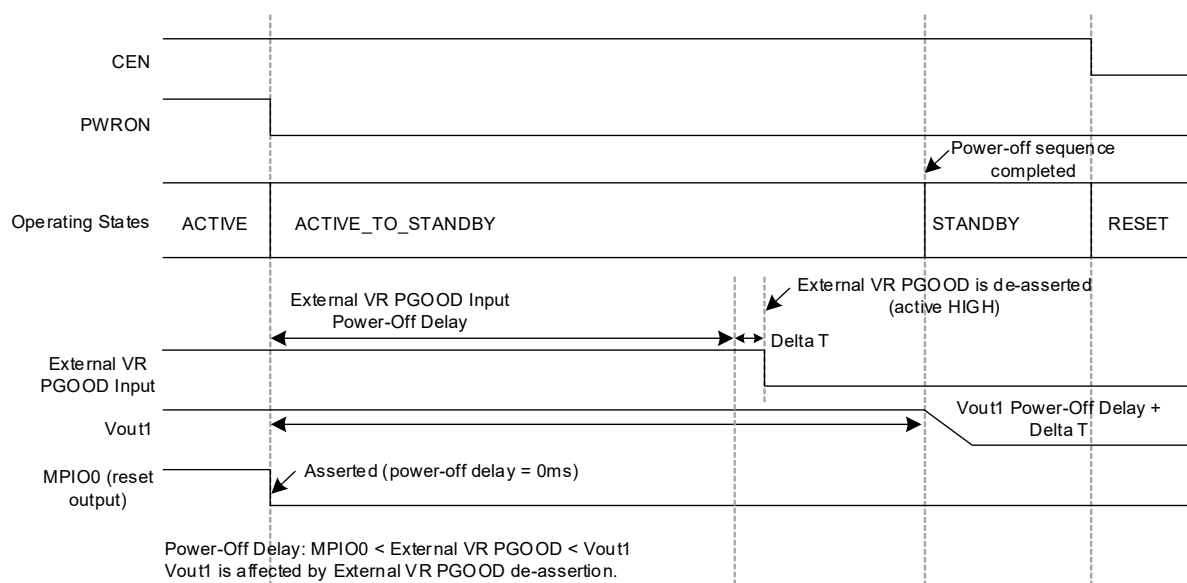 CEN
PWRON
Power-off sequence
completed
Operating States
ACTIVE
ACTIVE_TO_STANDBY
STANDBY
RESET
External VR PGOOD Input
Power-Off Delay
External VR PGOOD is de-asserted
(active HIGH)
Delta T
External VR
PGOOD Input
Vout1
Vout1 Power-Off Delay +
Delta T
MPIO0 (reset
output)
Asserted (power-off delay = 0ms)
Power-Off Delay: MPIO0 < External VR PGOOD < Vout1
Vout1 is affected by External VR PGOOD de-assertion.